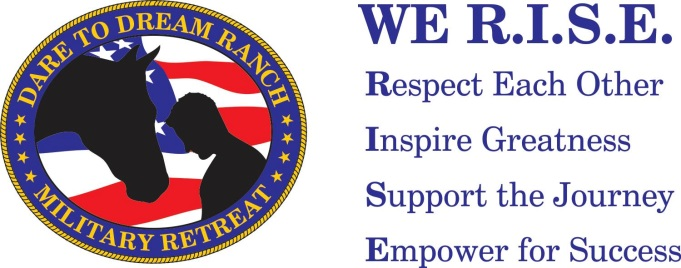 DARE TO DREAM RANCH
MILITARY RETREAT
WE R.I.S.E.
Respect Each Other
Inspire Greatness
Support the Journey
Empower for Success